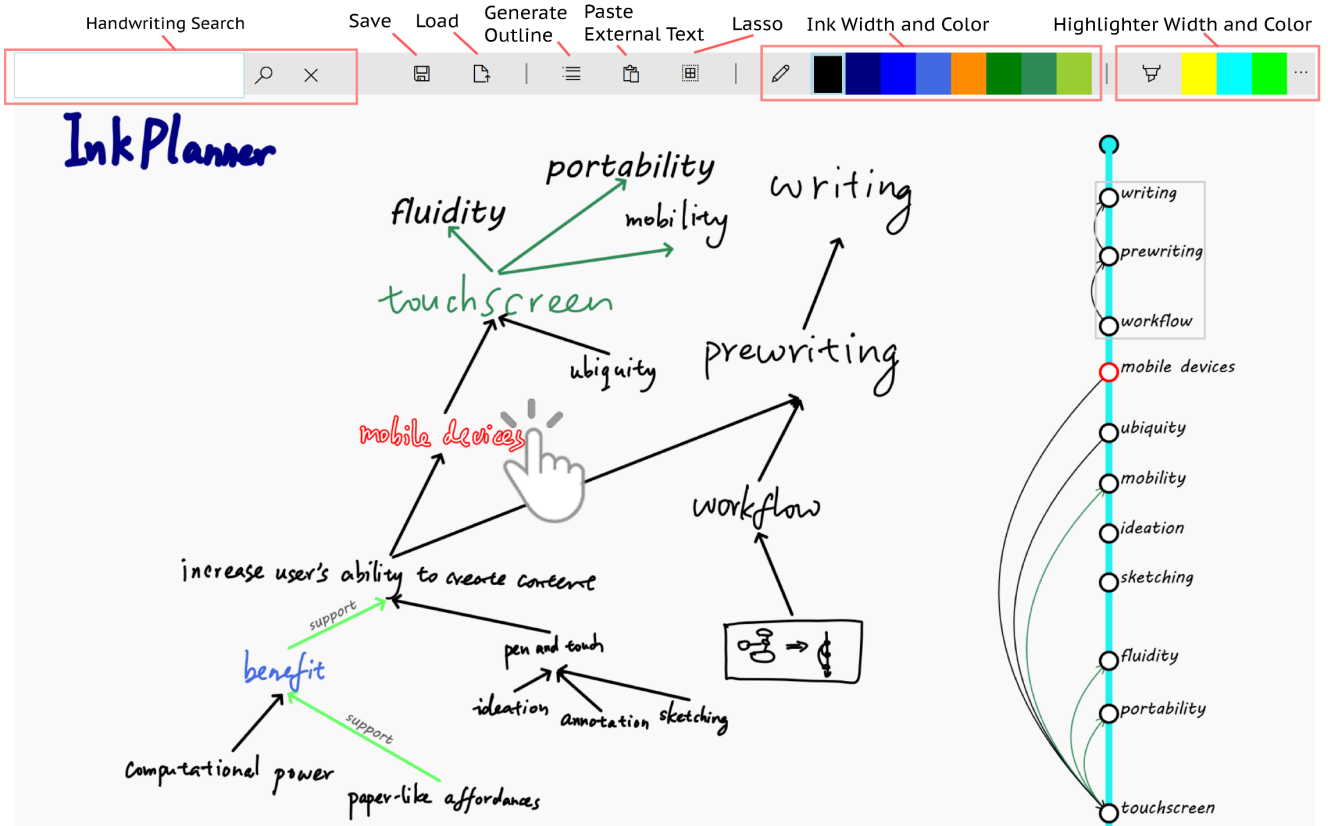 Handwriting Search
Save
Load
Generate
Outline
Paste
External Text
Lasso
Ink Width and Color
Highlighter Width and Color
InkPlanner
portability
fluidity
mobility
touchscreen
ubiquity
mobile devices
increase user's ability to create content
support
benefit
support
computational power
paper-like affordances
pen and touch
ideation
annotation
sketching
writing
prewriting
workflow
writing
prewriting
workflow
mobile devices
ubiquity
mobility
ideation
sketching
fluidity
portability
touchscreen